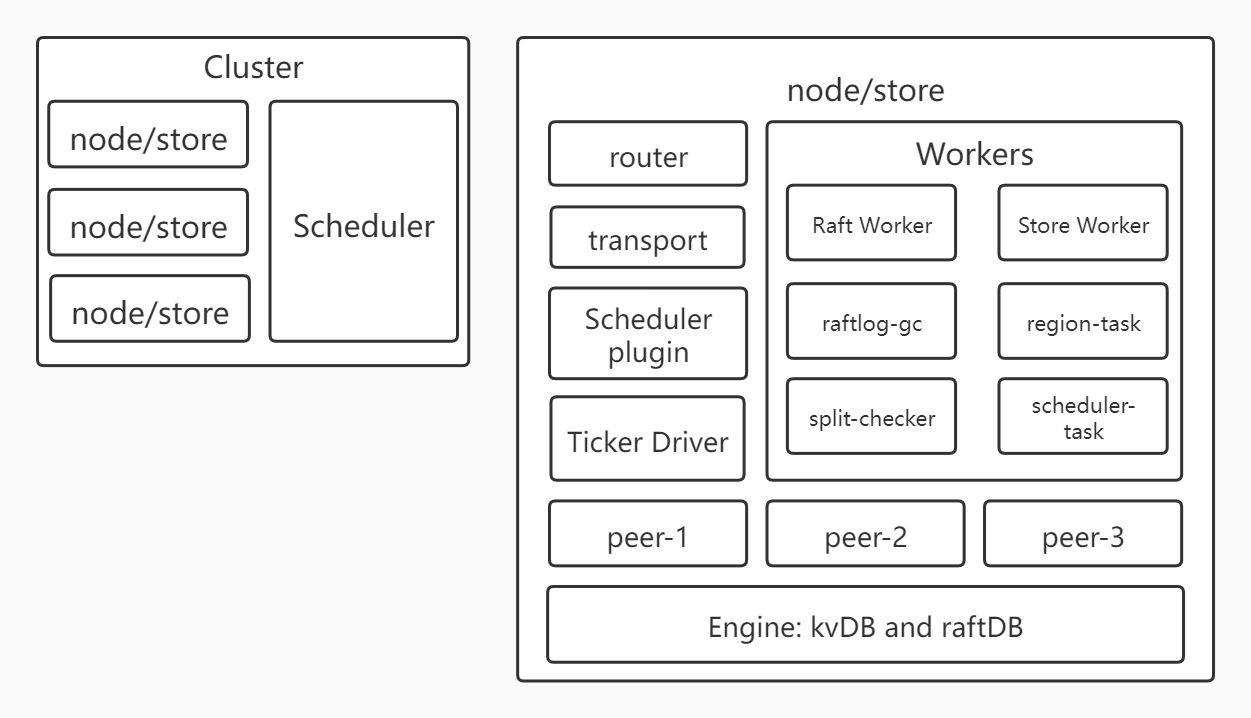 Cluster
node/store
node/store
node/store
Scheduler
node/store
router
transport
Scheduler
plugin
Ticker Driver
Workers
Raft Worker
Store Worker
raftlog-gc
region-task
split-checker
scheduler-
task
peer-1
peer-2
peer-3
Engine: kvDB and raftDB